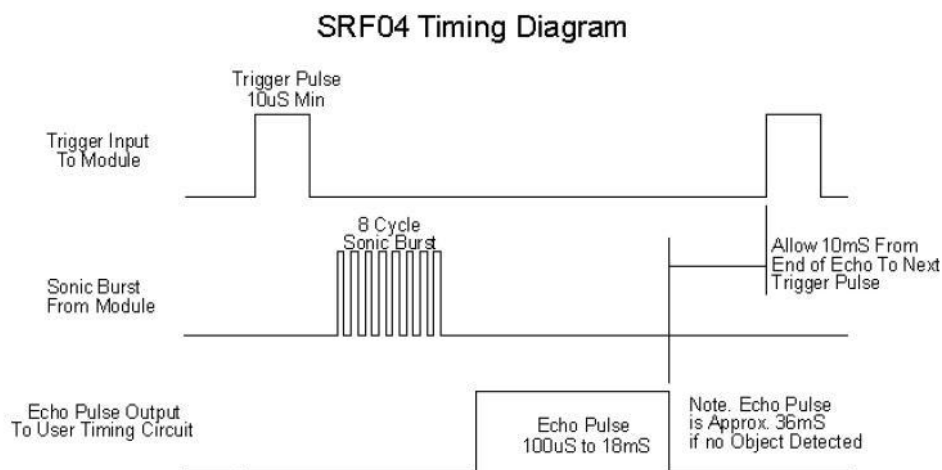 SRF04 Timing Diagram
Trigger Pulse
10uS Min
Trigger Input
To Module
8 Cycle
Sonic Burst
Allow 10mS From
End of Echo To Next
Trigger Pulse
Sonic Burst
From Module
Echo Pulse Output
To User Timing Circuit
Echo Pulse
100uS to 18mS
Note. Echo Pulse
is Approx. 36mS
if no Object Detected